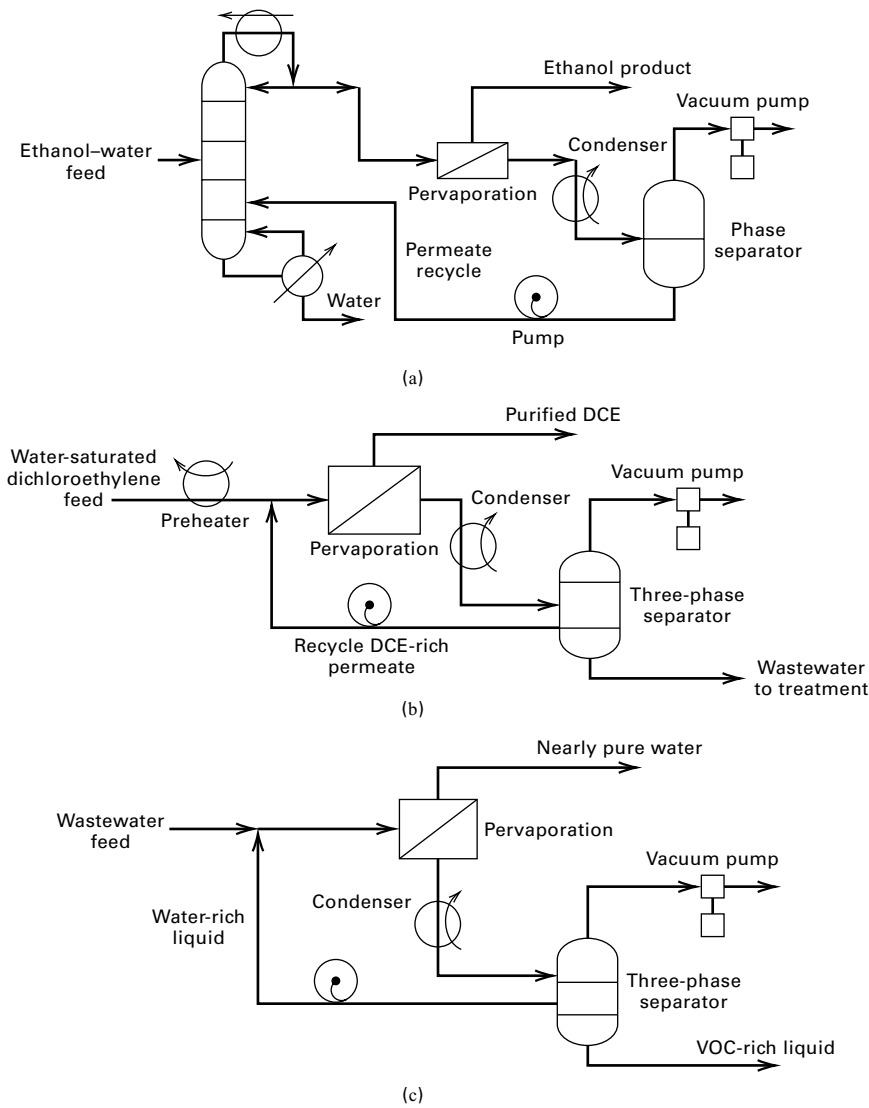 Ethanol product
Vacuum pump
Condenser
Ethanol–water
feed
Pervaporation
Phase
separator
Permeate
recycle
Water
Pump
(a)
Purified DCE
Water-saturated
dichloroethylene
feed
Vacuum pump
Condenser
Preheater
Pervaporation
Three-phase
separator
Recycle DCE-rich
permeate
Wastewater
to treatment
(b)
Nearly pure water
Wastewater
feed
Pervaporation
Vacuum pump
Condenser
Water-rich
liquid
Three-phase
separator
VOC-rich liquid
(c)